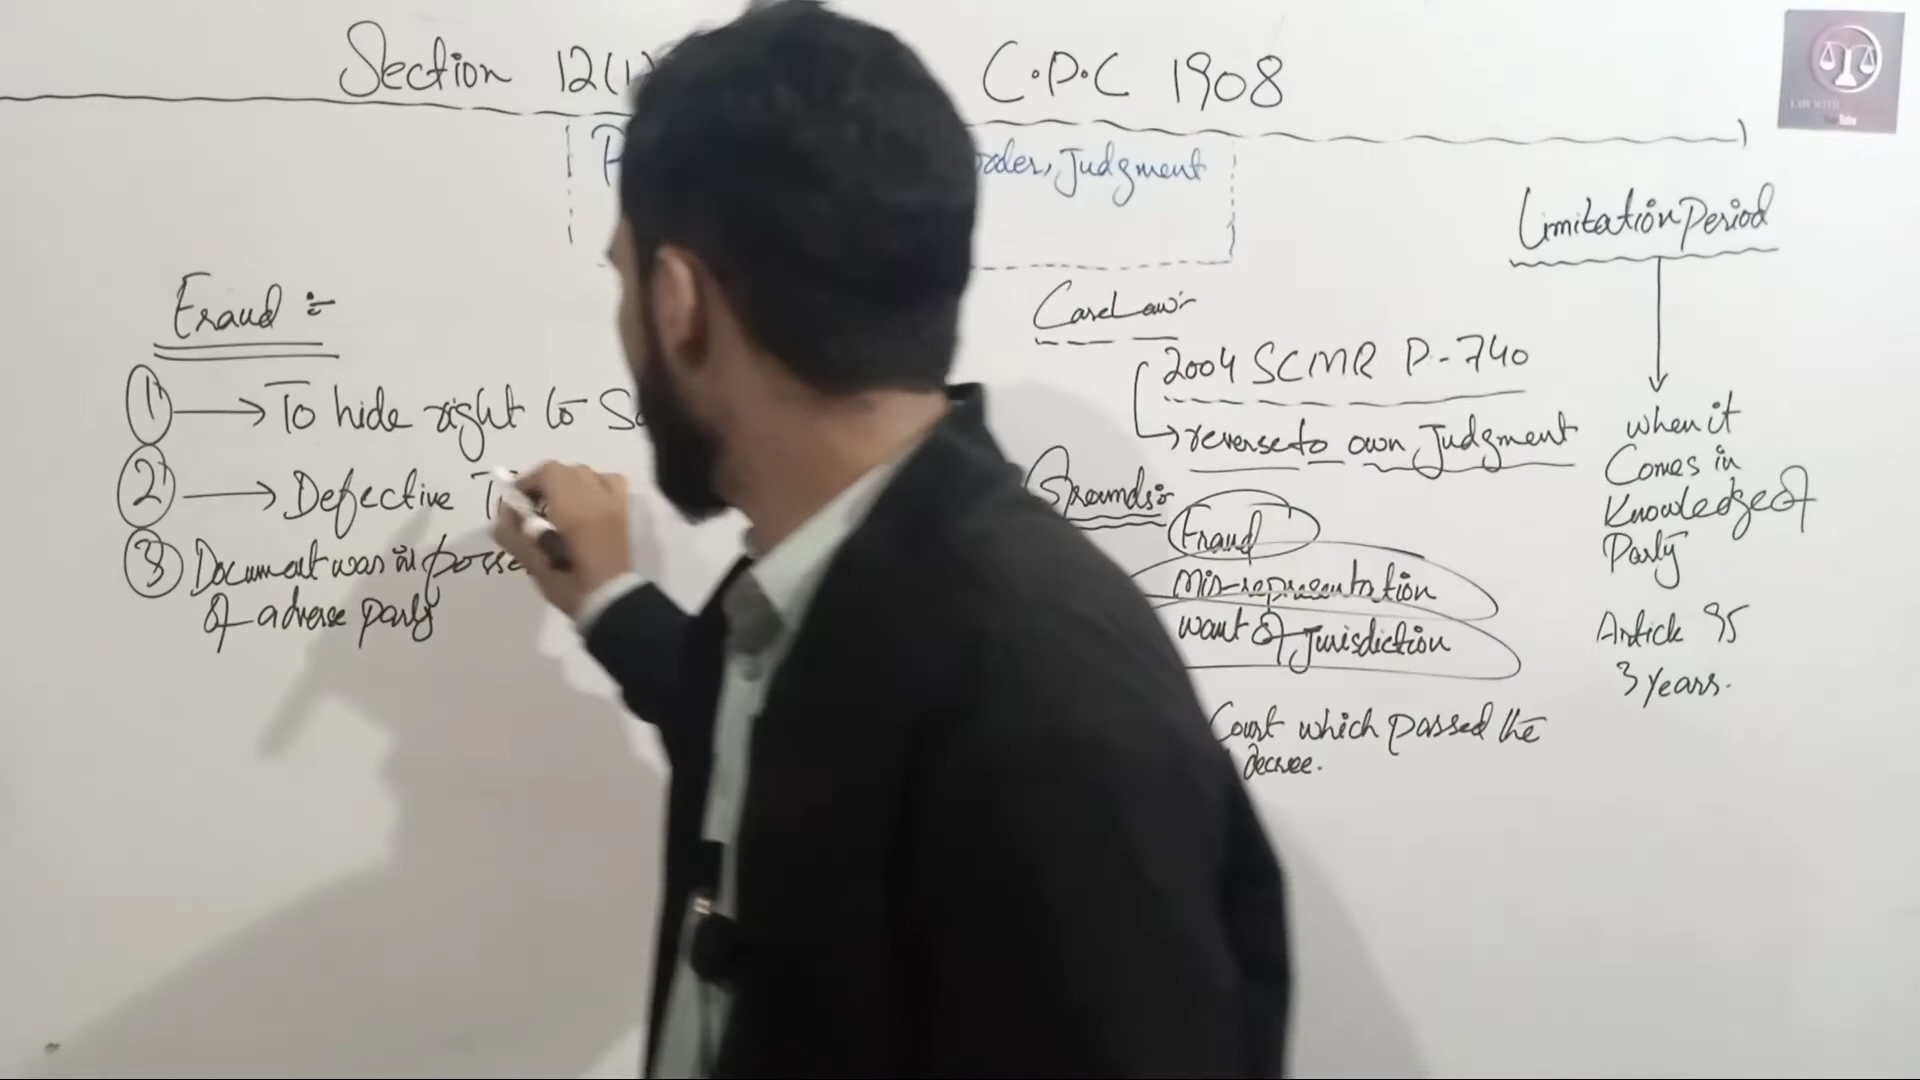 Section 12(1) C.P.C 1908
order, Judgment
Limitation Period
Fraud :-
1 To hide right to
2 Defective
3 Document was in
of adverse party
Case Law:-
2004 SCMR P-740
reverse to own Judgment
Grounds:-
Fraud
mis-representation
want of Jurisdiction
Court which passed the
decree.
when it
Comes in
Knowledge of
Party
Article 95
3 years.